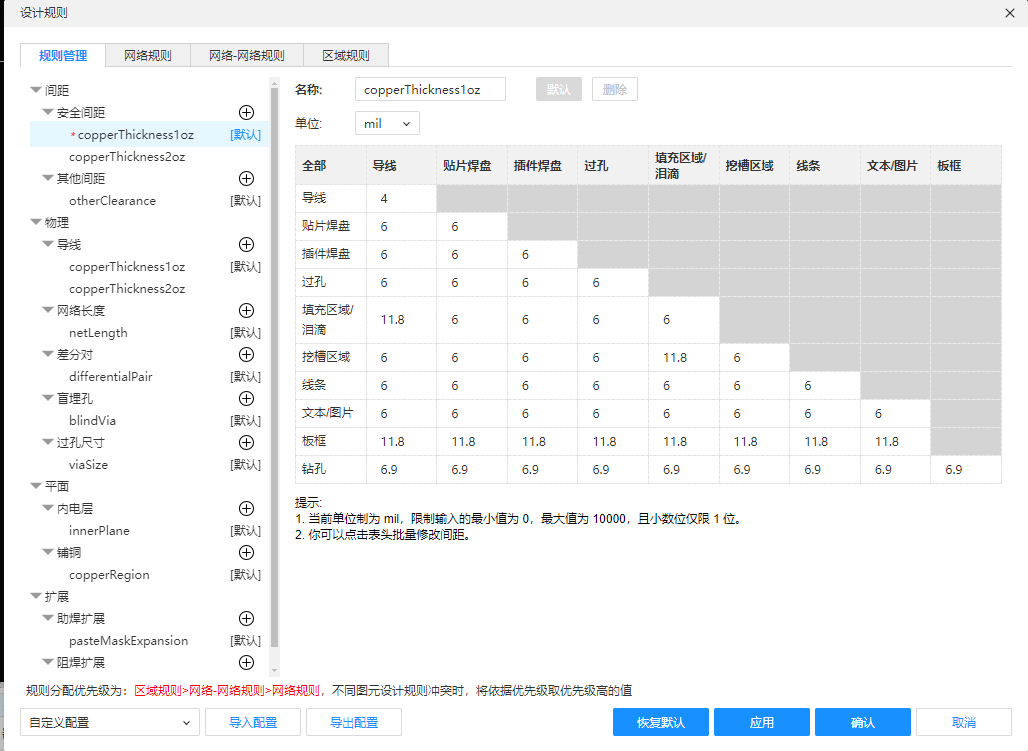 设计规则
规则管理 网络规则 网络-网络规则 区域规则
间距
安全间距
*copperThickness1oz [默认]
copperThickness2oz
其他间距
otherClearance [默认]
物理
导线
copperThickness1oz [默认]
copperThickness2oz
网络长度
netLength [默认]
差分对
differentialPair [默认]
盲埋孔
blindVia [默认]
过孔尺寸
viaSize [默认]
平面
内电层
innerPlane [默认]
铺铜
copperRegion [默认]
扩展
助焊扩展
pasteMaskExpansion [默认]
阻焊扩展
名称: copperThickness1oz 默认 删除
单位: mil
全部 导线 贴片焊盘 插件焊盘 过孔 填充区域/泪滴 挖槽区域 线条 文本/图片 板框
导线 4
贴片焊盘 6 6
插件焊盘 6 6 6
过孔 6 6 6 6
填充区域/泪滴 11.8 6 6 6 6
挖槽区域 6 6 6 6 11.8 6
线条 6 6 6 6 6 6 6
文本/图片 6 6 6 6 6 6 6 6
板框 11.8 11.8 11.8 11.8 11.8 11.8 11.8 11.8
钻孔 6.9 6.9 6.9 6.9 6.9 6.9 6.9 6.9 6.9
提示:
1. 当前单位制为 mil，限制输入的最小值为 0，最大值为 10000，且小数位仅限 1 位。
2. 你可以点击表头批量修改间距。
规则分配优先级为：区域规则>网络-网络规则>网络规则，不同图元设计规则冲突时，将依据优先级取优先级高的值
自定义配置 导入配置 导出配置 恢复默认 应用 确认 取消